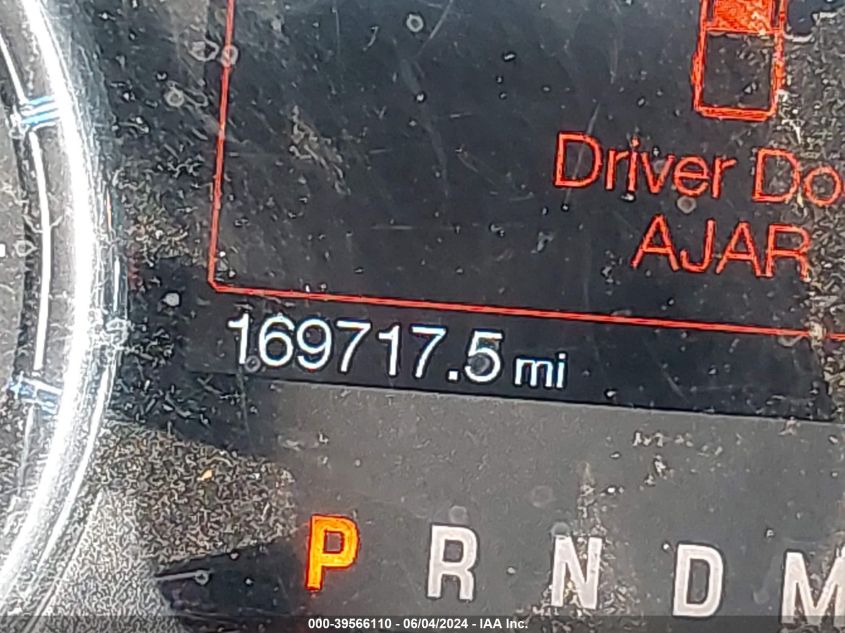 Driver Do
AJAR
169717.5 mi
P R N D M
000-39566110 - 06/04/2024 - IAA Inc.